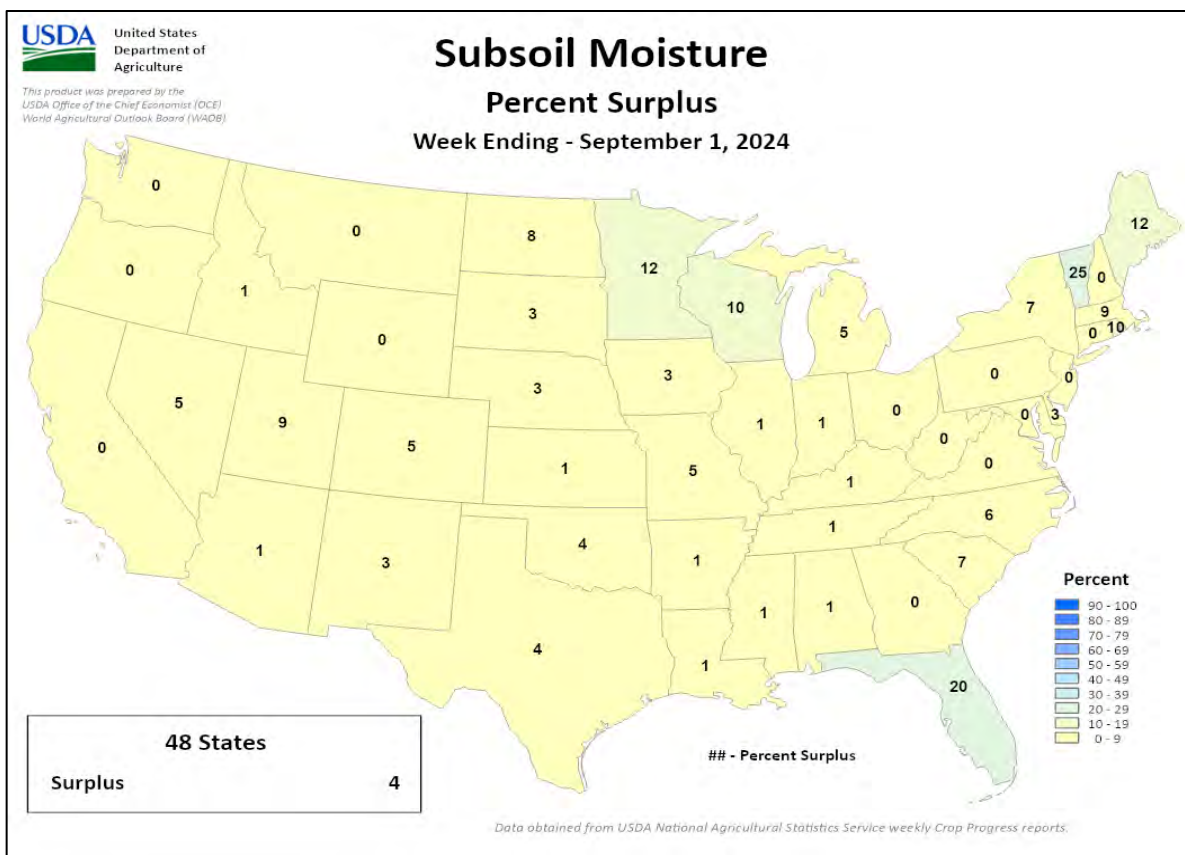 USDA
United States
Department of
Agriculture
This product was prepared by the
USDA Office of the Chief Economist (OCE)
World Agricultural Outlook Board (WAOB)
Subsoil Moisture
Percent Surplus
Week Ending - September 1, 2024
0
0
8
12
12
0
1
3
10
25
0
7
9
10
0
0
5
3
3
0
0
5
9
5
1
1
0
0
3
0
0
1
5
1
0
1
3
4
1
1
6
7
4
1
1
1
0
20
Percent
90 - 100
80 - 89
70 - 79
60 - 69
50 - 59
40 - 49
30 - 39
20 - 29
10 - 19
0 - 9
48 States
Surplus 4
## - Percent Surplus
Data obtained from USDA National Agricultural Statistics Service weekly Crop Progress reports.